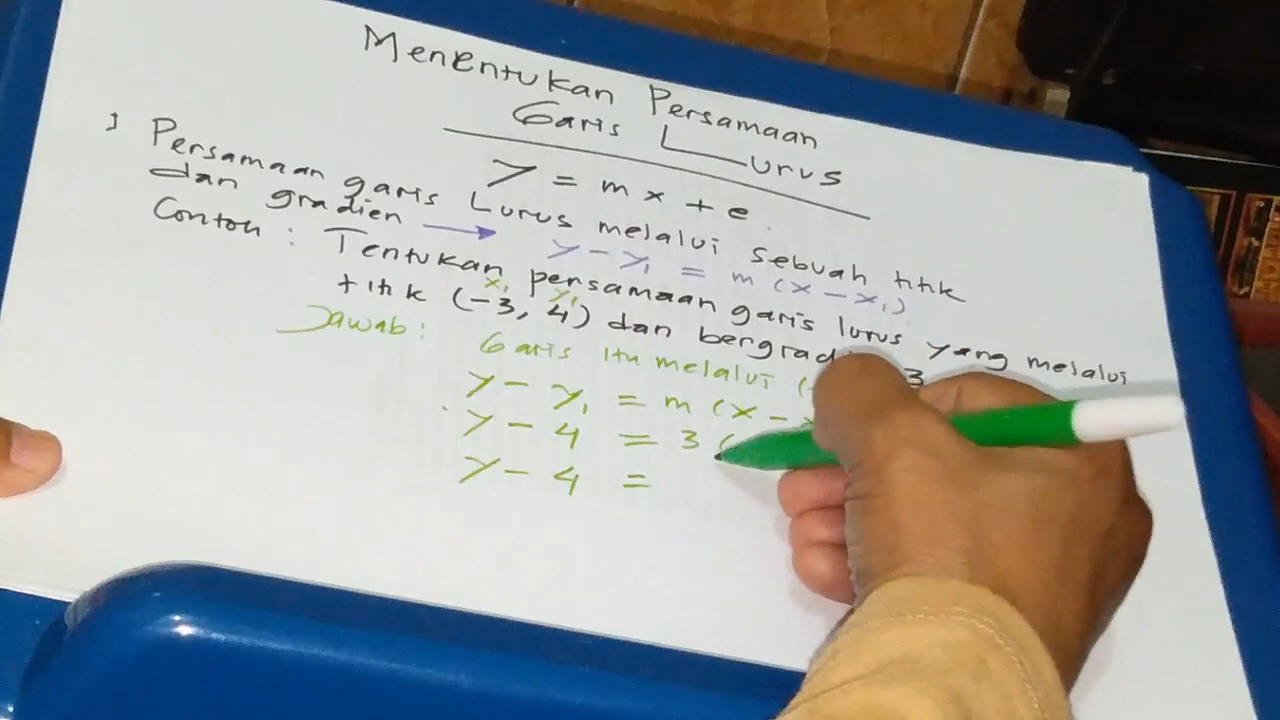 Menentukan Persamaan
Garis Lurus
y = mx + c
1 Persamaan garis Lurus melalui sebuah titik
dan gradien → y - y₁ = m (x - x₁)
Contoh : Tentukan persamaan garis lurus yang melalui
x₁ y₁
titik (-3, 4) dan bergrad 3
Jawab : Garis itu melalui (
y - y₁ = m (x -
y - 4 = 3 (
y - 4 =